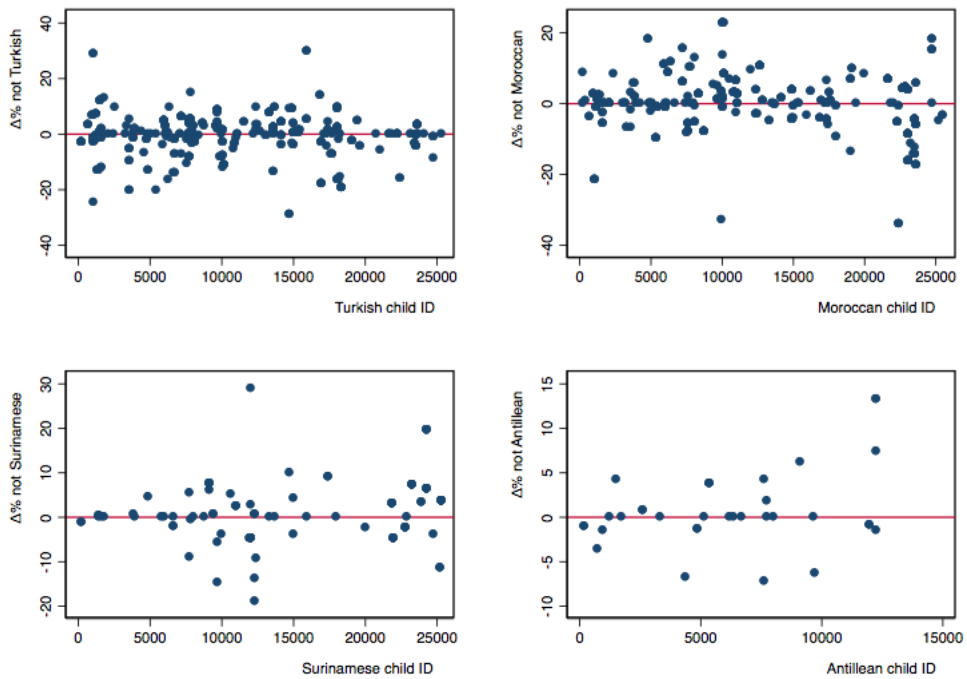 Δ% not Turkish
40
20
0
-20
-40
0 5000 10000 15000 20000 25000
Turkish child ID
Δ% not Moroccan
20
0
-20
-40
0 5000 10000 15000 20000 25000
Moroccan child ID
Δ% not Surinamese
30
20
10
0
-10
-20
0 5000 10000 15000 20000 25000
Surinamese child ID
Δ% not Antillean
15
10
5
0
-5
-10
0 5000 10000 15000
Antillean child ID